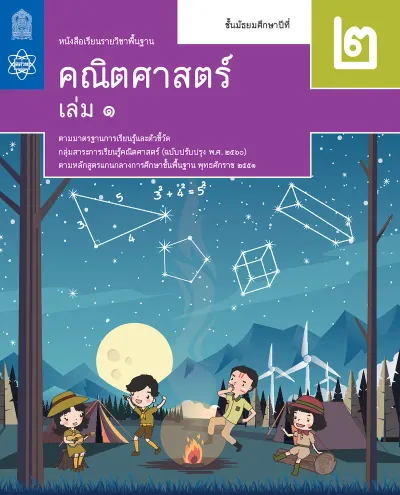 ชั้นมัธยมศึกษาปีที่
๒
หนังสือเรียนรายวิชาพื้นฐาน
คณิตศาสตร์
เล่ม ๑
ตามมาตรฐานการเรียนรู้และตัวชี้วัด
กลุ่มสาระการเรียนรู้คณิตศาสตร์ (ฉบับปรับปรุง พ.ศ. ๒๕๖๐)
ตามหลักสูตรแกนกลางการศึกษาขั้นพื้นฐาน พุทธศักราช ๒๕๕๑
3² + 4² = 5²
5
3
4